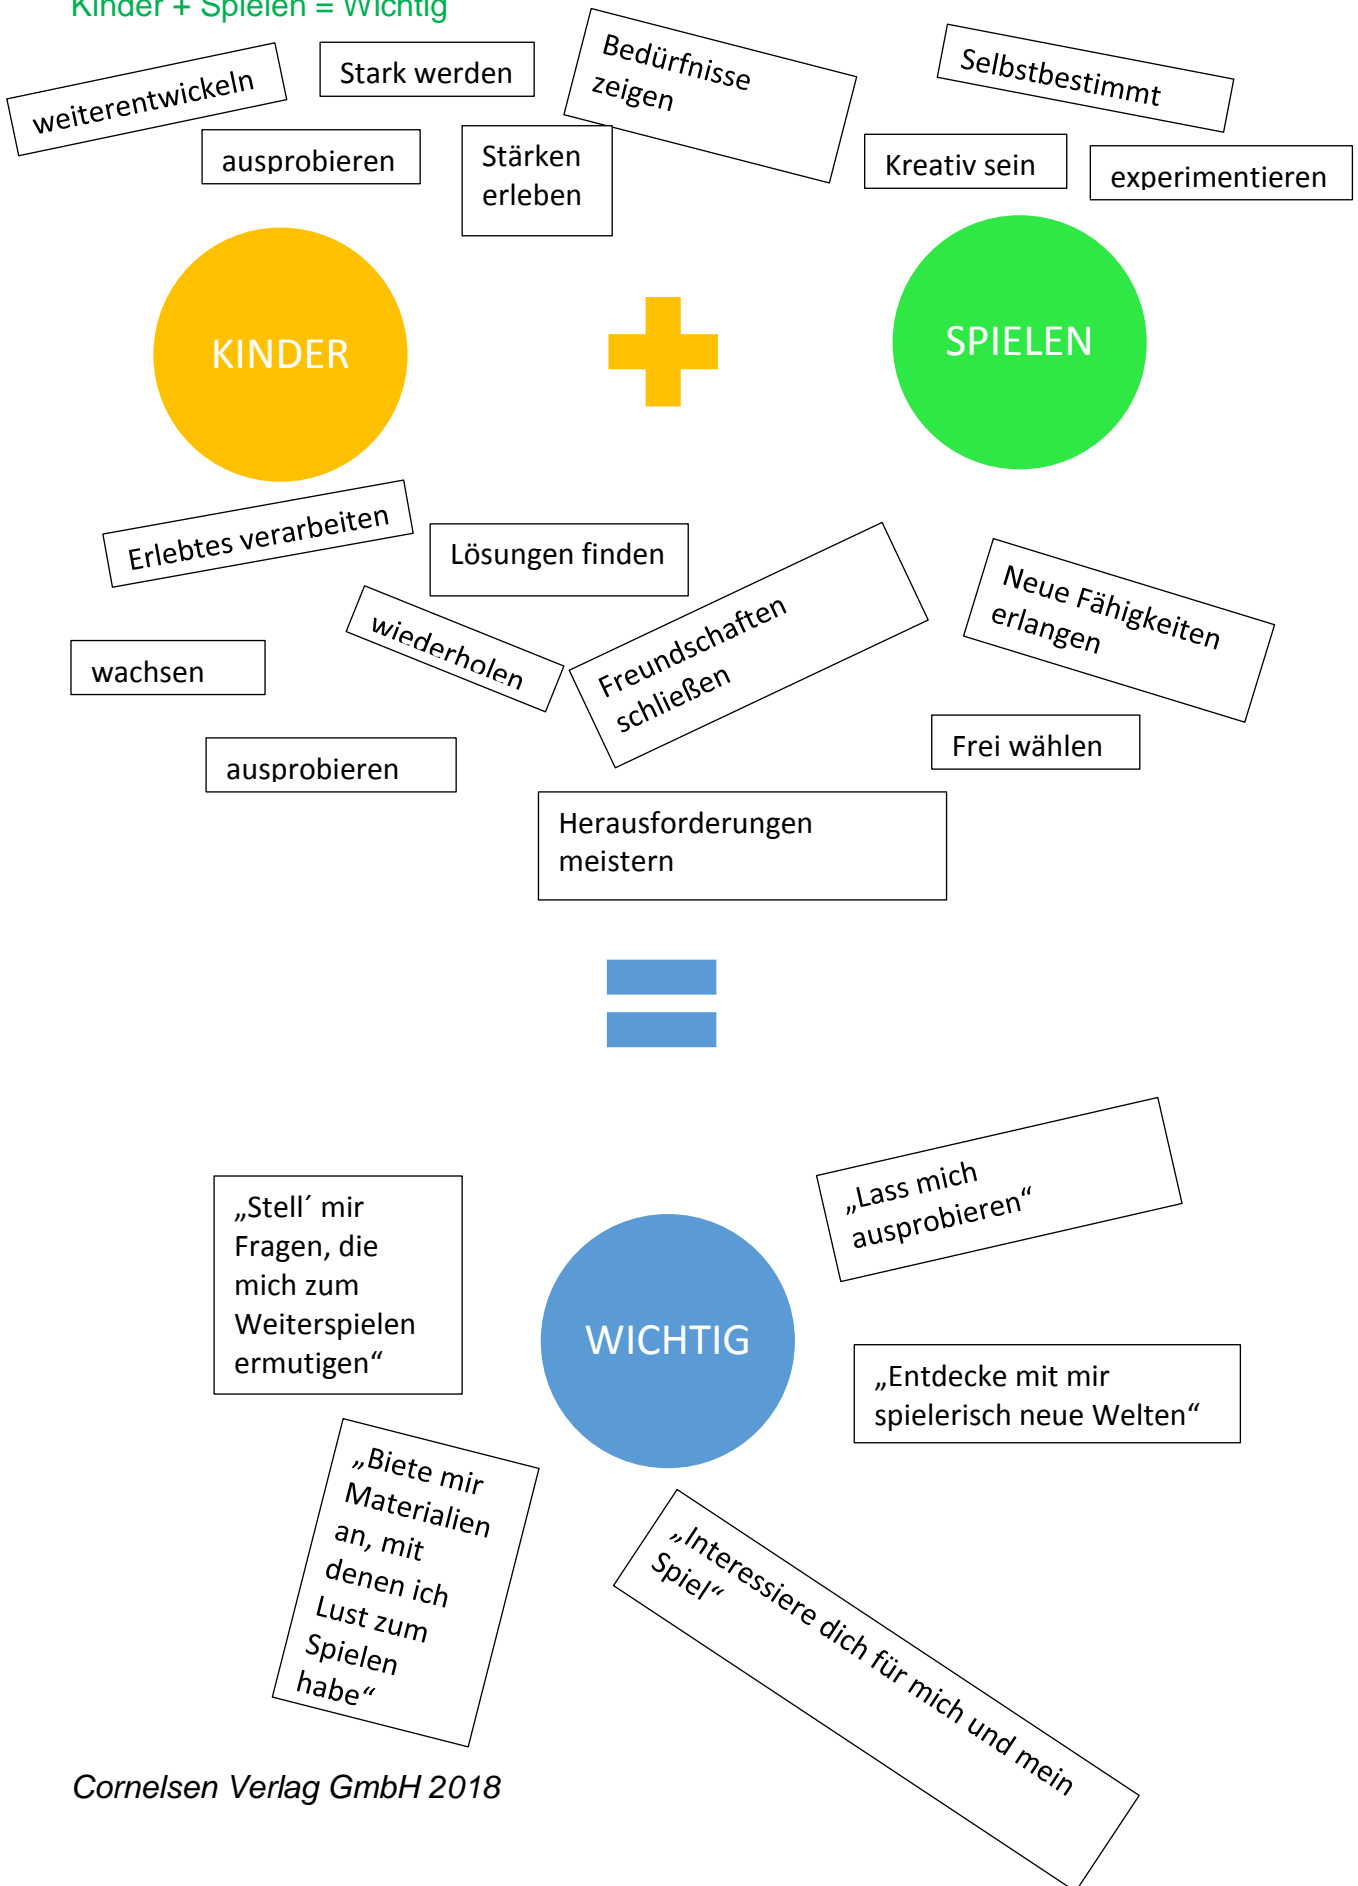 Kinder + Spielen = Wichtig
weiterentwickeln
Stark werden
Bedürfnisse
zeigen
Selbstbestimmt
ausprobieren
Stärken
erleben
Kreativ sein
experimentieren
KINDER
SPIELEN
Erlebtes verarbeiten
Lösungen finden
wiederholen
Freundschaften
schließen
Neue Fähigkeiten
erlangen
wachsen
ausprobieren
Frei wählen
Herausforderungen
meistern
„Stell´ mir
Fragen, die
mich zum
Weiterspielen
ermutigen“
„Lass mich
ausprobieren“
WICHTIG
„Entdecke mit mir
spielerisch neue Welten“
„Biete mir
Materialien
an, mit
denen ich
Lust zum
Spielen
habe“
„Interessiere dich für mich und mein
Spiel“
Cornelsen Verlag GmbH 2018